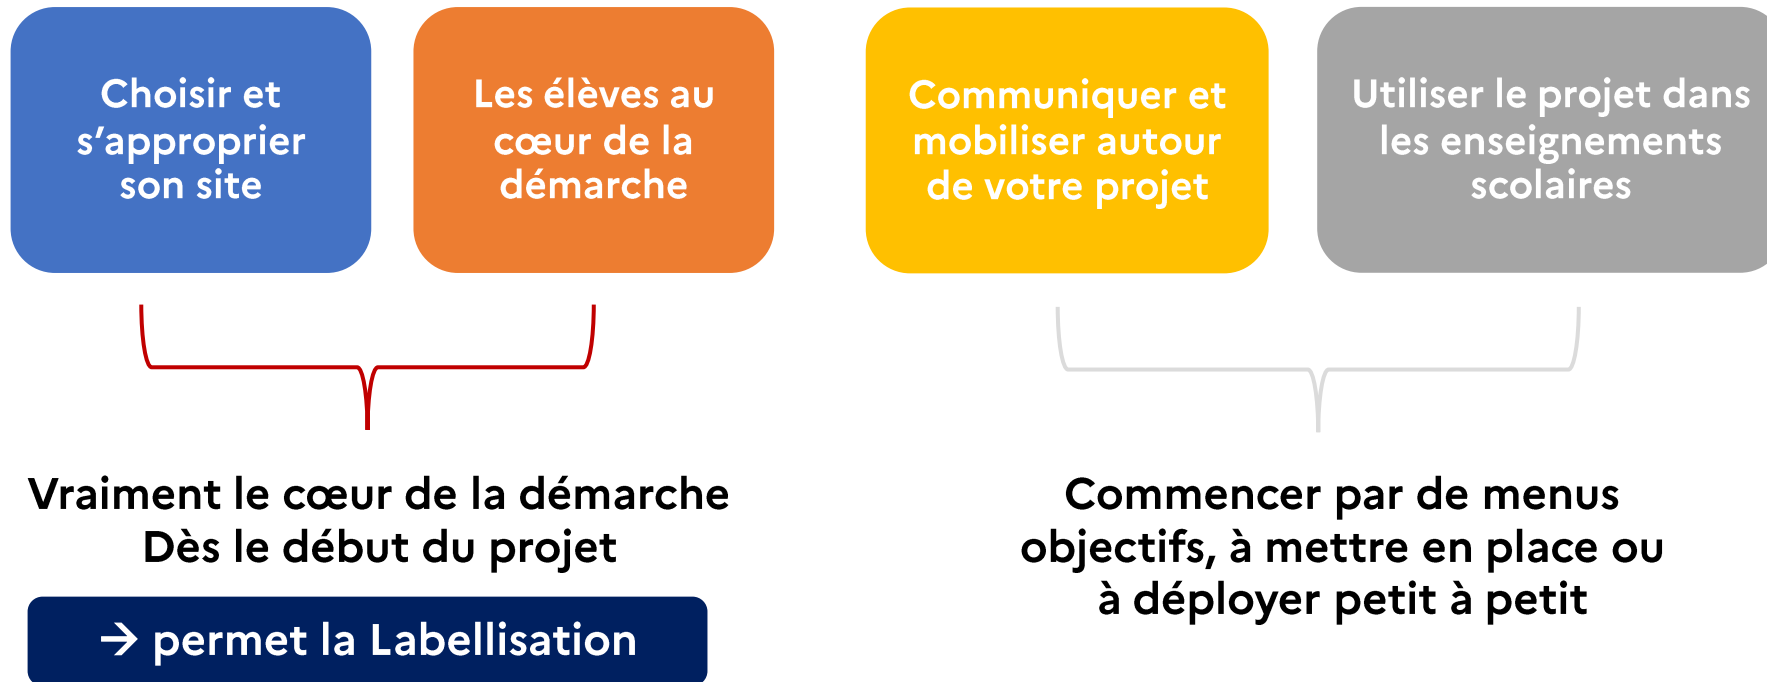 Choisir et
s’approprier
son site
Les élèves au
cœur de la
démarche
Communiquer et
mobiliser autour
de votre projet
Utiliser le projet dans
les enseignements
scolaires
Vraiment le cœur de la démarche
Dès le début du projet
→ permet la Labellisation
Commencer par de menus
objectifs, à mettre en place ou
à déployer petit à petit